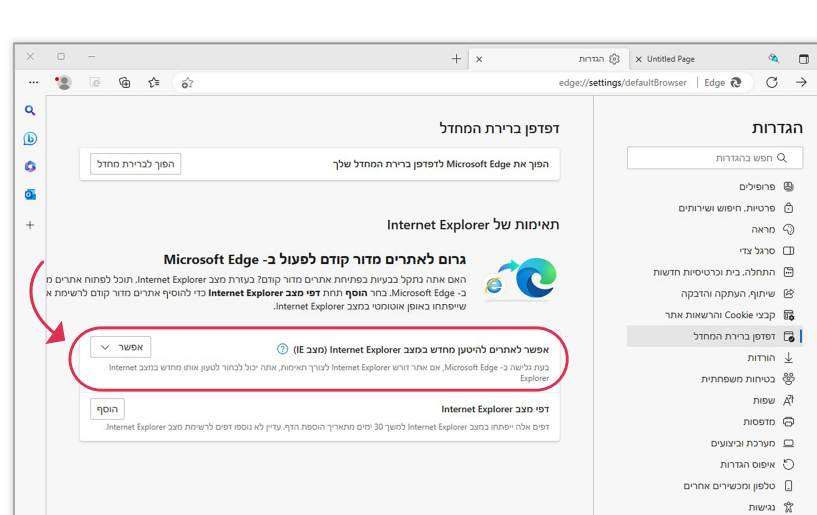 הגדרות
Untitled Page
edge://settings/defaultBrowser
Edge
הגדרות
חפש בהגדרות
פרופילים
פרטיות, חיפוש ושירותים
מראה
סרגל צדי
התחלה, בית וכרטיסיות חדשות
שיתוף, העתקה והדבקה
קבצי Cookie והרשאות אתר
דפדפן ברירת המחדל
הורדות
בטיחות משפחתית
שפות
מדפסות
מערכת וביצועים
איפוס הגדרות
טלפון ומכשירים אחרים
נגישות
דפדפן ברירת המחדל
הפוך את Microsoft Edge לדפדפן ברירת המחדל שלך
הפוך לברירת מחדל
תאימות של Internet Explorer
גרום לאתרים מדור קודם לפעול ב- Microsoft Edge
האם אתה נתקל בבעיות בפתיחת אתרים מדור קודם? בעזרת מצב Internet Explorer, תוכל לפתוח אתרים מ
ב- Microsoft Edge. בחר הוסף תחת דפי מצב Internet Explorer כדי להוסיף אתרים מדור קודם לרשימת א
שייפתחו באופן אוטומטי במצב Internet Explorer.
אפשר לאתרים להיטען מחדש במצב Internet Explorer (מצב IE)
אפשר
בעת גלישה ב- Microsoft Edge, אם אתר דורש Internet Explorer לצורך תאימות, אתה יכול לבחור לטעון אותו מחדש במצב Internet
Explorer
דפי מצב Internet Explorer
הוסף
דפים אלה ייפתחו במצב Internet Explorer למשך 30 ימים מתאריך הוספת הדף. עדיין לא נוספו דפים לרשימת מצב Internet Explorer.